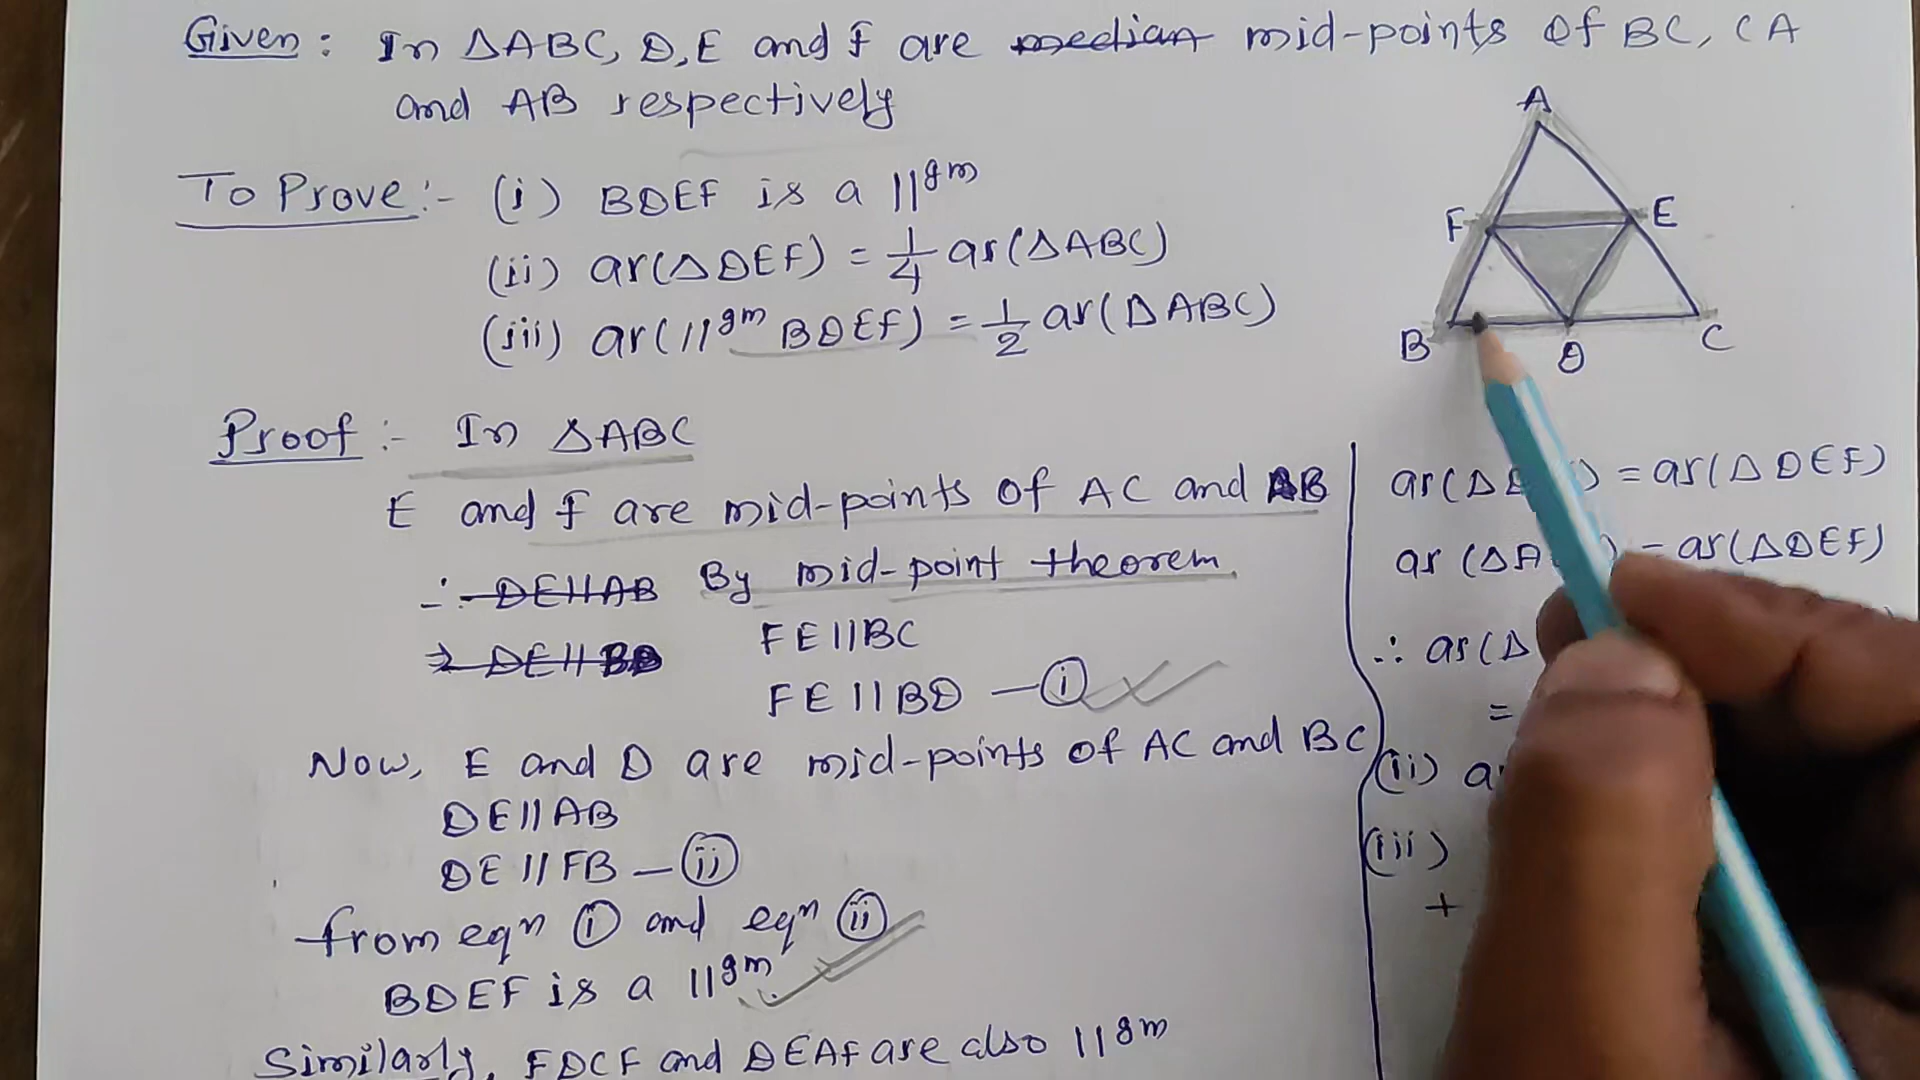 Given: In ΔABC, D, E and F are median mid-points of BC, CA
and AB respectively
To Prove:- (i) BDEF is a ||gm
(ii) ar(ΔDEF) = 1/4 ar(ΔABC)
(iii) ar(||gm BDEF) = 1/2 ar(ΔABC)
A
F
E
B
D
C
Proof:- In ΔABC
E and F are mid-points of AC and AB
∴ DE||AB By mid-point theorem
DE||BD FE||BC
FE||BD — (i)
Now, E and D are mid-points of AC and BC
DE||AB
DE||FB — (ii)
from eqn (i) and eqn (ii)
BDEF is a ||gm
Similarly, FDCE and DEAF are also ||gm
ar(Δ = ar(ΔDEF)
ar(ΔA = ar(ΔDEF)
∴ ar(Δ
=
(ii) a
(iii)
+